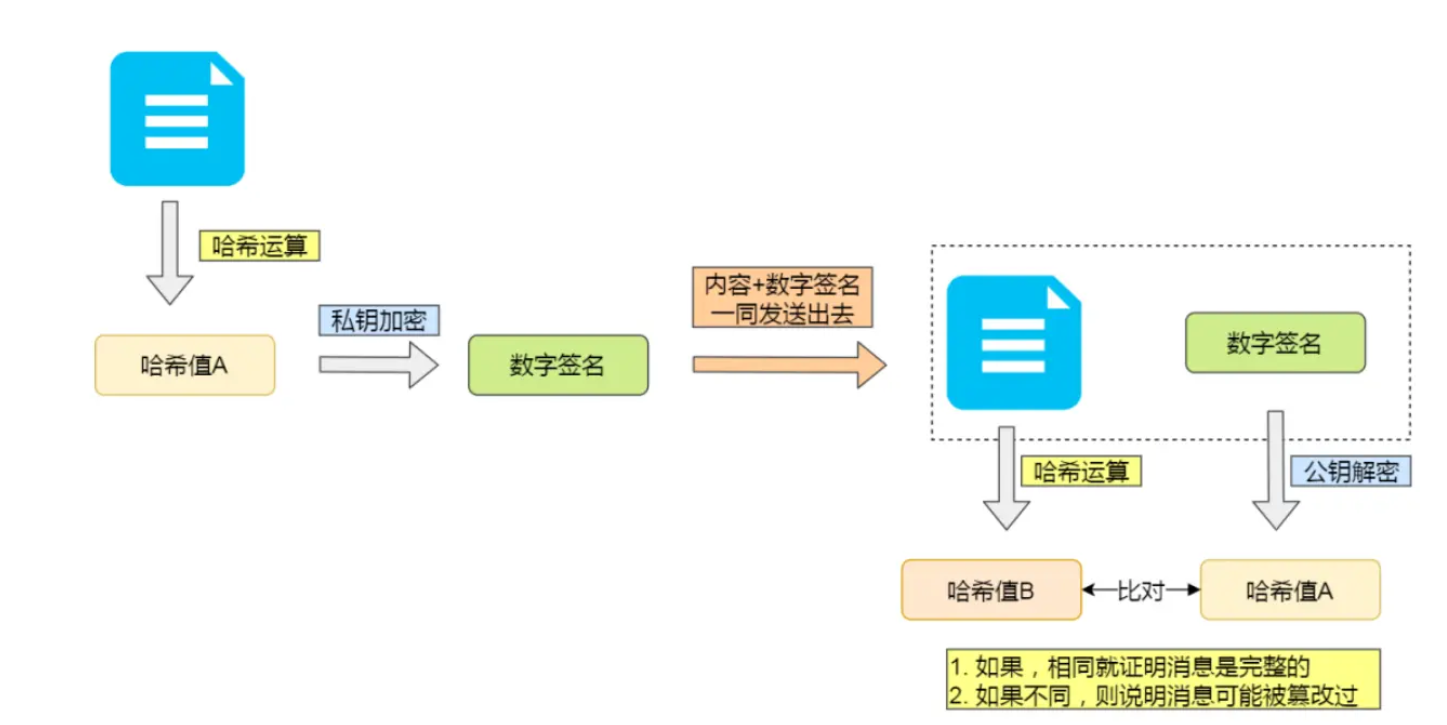 哈希运算
私钥加密
哈希值A
数字签名
内容+数字签名
一同发送出去
数字签名
哈希运算
公钥解密
哈希值B
比对
哈希值A
1. 如果，相同就证明消息是完整的
2. 如果不同，则说明消息可能被篡改过